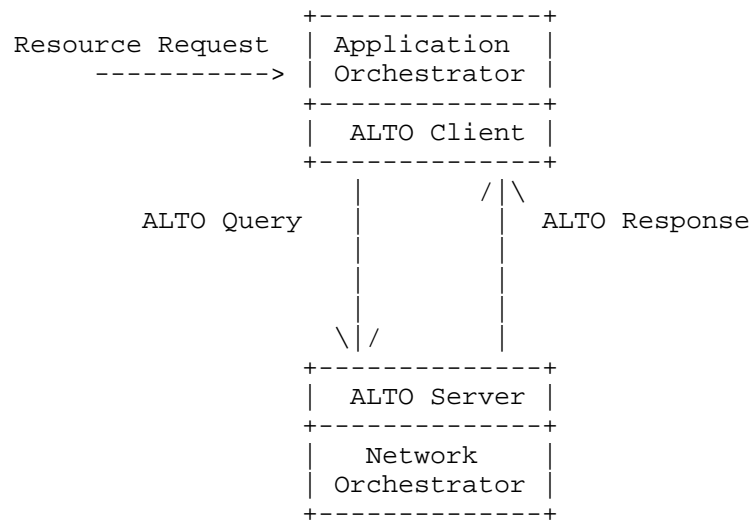 +--------------+
Resource Request  | Application  |
     -----------> | Orchestrator |
                  +--------------+
                  |  ALTO Client |
                  +--------------+
                      |       /|\
        ALTO Query    |        |  ALTO Response
                      |        |
                      |        |
                      |        |
                      |        |
                     \|/       |
                  +--------------+
                  |  ALTO Server |
                  +--------------+
                  |   Network    |
                  | Orchestrator |
                  +--------------+